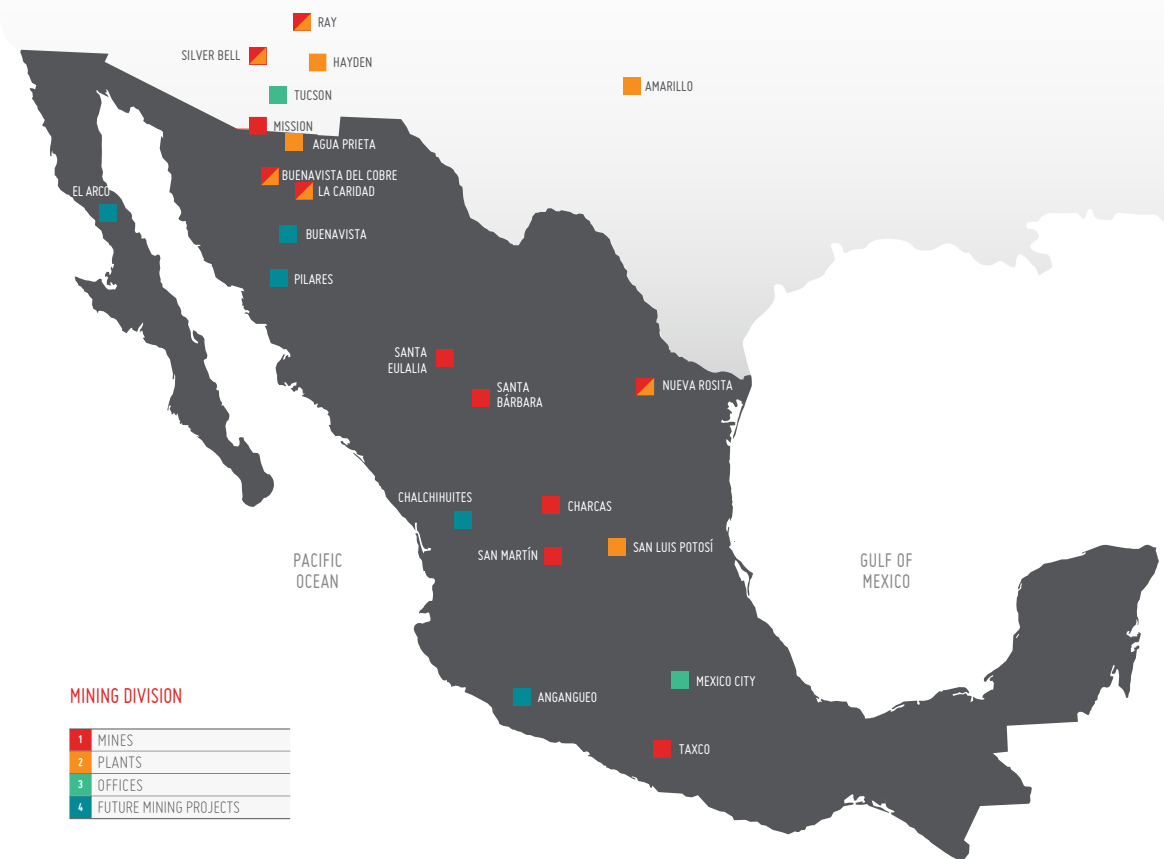 RAY
SILVER BELL
HAYDEN
AMARILLO
TUCSON
MISSION
AGUA PRIETA
BUENAVISTA DEL COBRE
EL ARCO
LA CARIDAD
BUENAVISTA
PILARES
SANTA
EULALIA
SANTA
BÁRBARA
NUEVA ROSITA
CHALCHIHUITES
CHARCAS
SAN MARTÍN
SAN LUIS POTOSÍ
PACIFIC
OCEAN
GULF OF
MEXICO
MEXICO CITY
ANGANGUEO
TAXCO
MINING DIVISION
1 MINES
2 PLANTS
3 OFFICES
4 FUTURE MINING PROJECTS